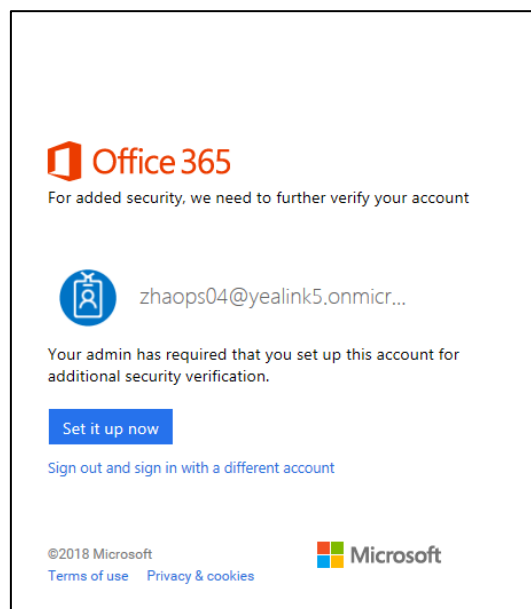 Office 365
For added security, we need to further verify your account
zhaops04@yealink5.onmicr...
Your admin has required that you set up this account for
additional security verification.
Set it up now
Sign out and sign in with a different account
©2018 Microsoft
Microsoft
Terms of use Privacy & cookies